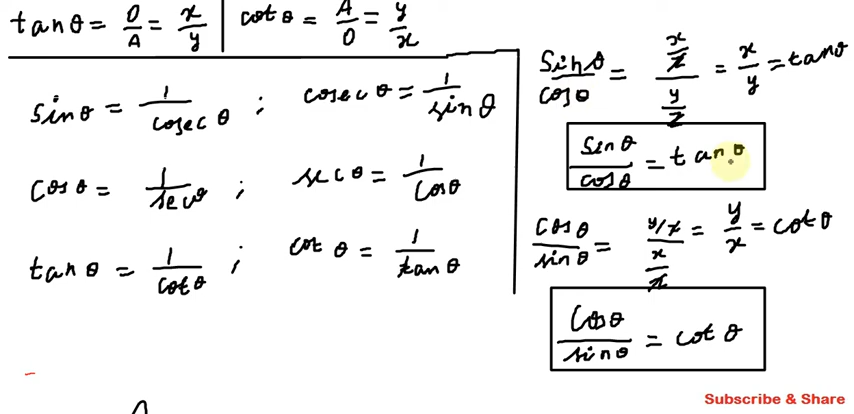 tanθ = O/A = x/y | cotθ = A/O = y/x
sinθ = 1/cosecθ ; cosecθ = 1/sinθ
cosθ = 1/secθ ; secθ = 1/cosθ
tanθ = 1/cotθ ; cotθ = 1/tanθ
sinθ/cosθ = (x/z)/(y/z) = x/y = tanθ
sinθ/cosθ = tanθ
cosθ/sinθ = (y/z)/(x/z) = y/x = cotθ
cosθ/sinθ = cotθ
Subscribe & Share